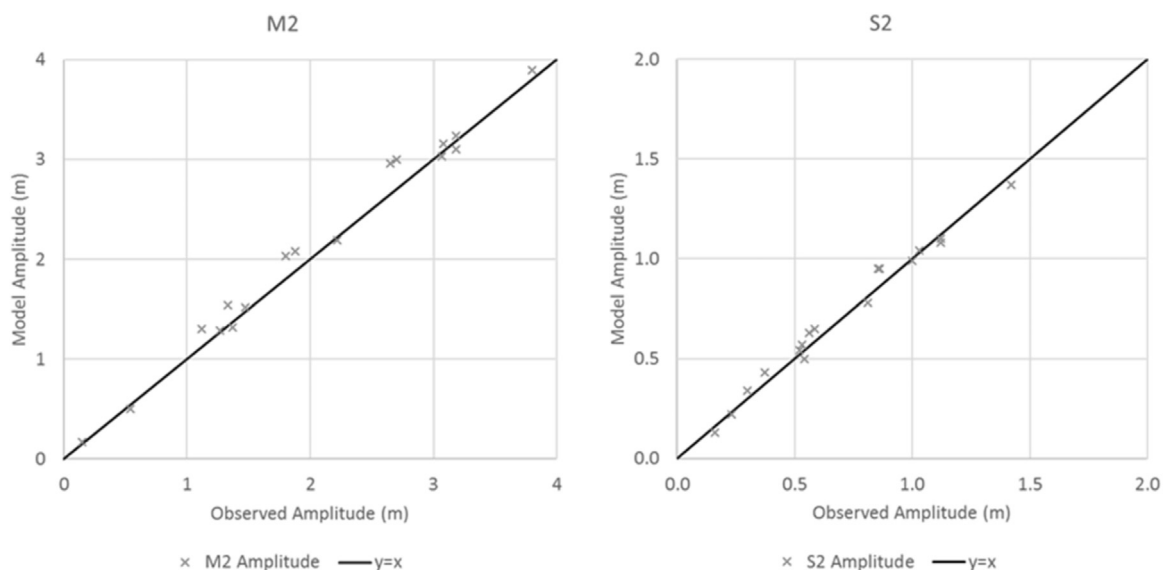 M2
4
3
2
1
0
Model Amplitude (m)
0 1 2 3 4
Observed Amplitude (m)
M2 Amplitude y=x
S2
2.0
1.5
1.0
0.5
0.0
Model Amplitude (m)
0.0 0.5 1.0 1.5 2.0
Observed Amplitude (m)
S2 Amplitude y=x